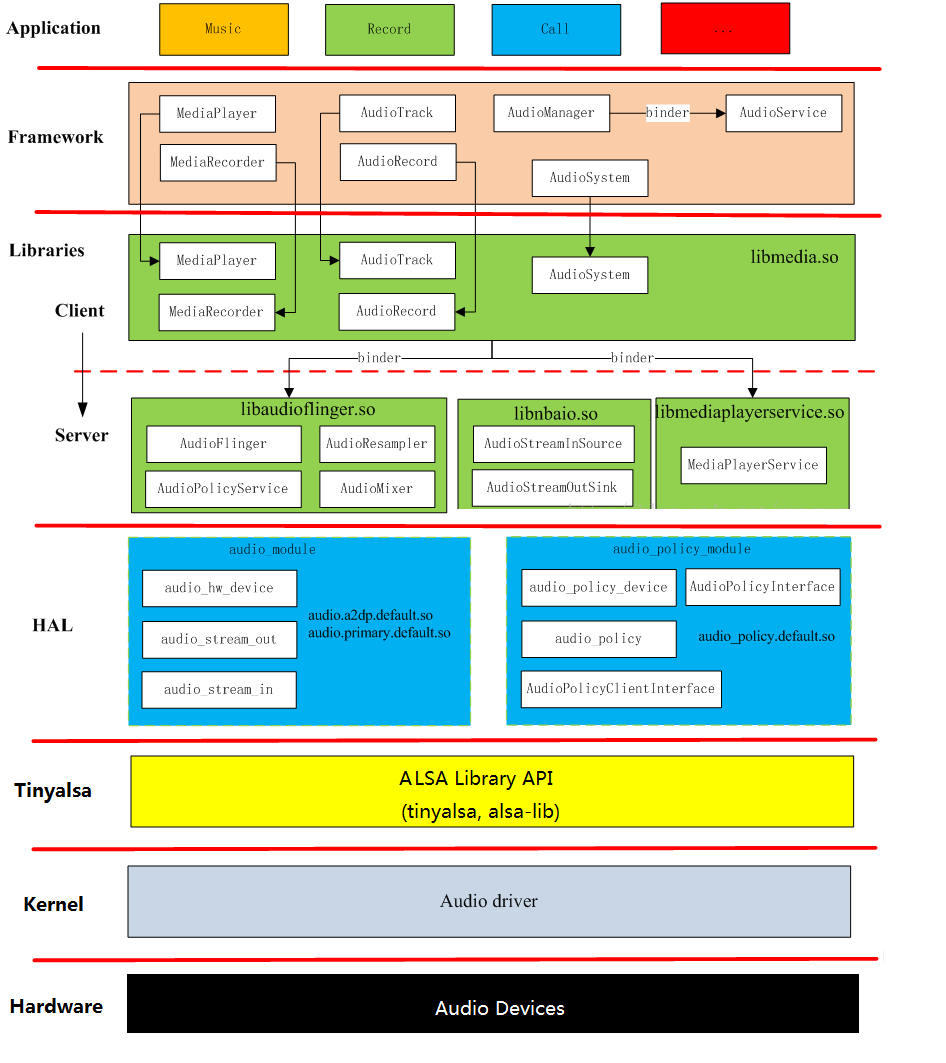 Application
Music
Record
Call
...
Framework
MediaPlayer
AudioTrack
AudioManager
binder
AudioService
MediaRecorder
AudioRecord
AudioSystem
Libraries
libmedia.so
MediaPlayer
AudioTrack
AudioSystem
Client
MediaRecorder
AudioRecord
binder
binder
Server
libaudioflinger.so
AudioFlinger
AudioResampler
AudioPolicyService
AudioMixer
libnbaio.so
AudioStreamInSource
AudioStreamOutSink
libmediaplayerservice.so
MediaPlayerService
HAL
audio_module
audio_hw_device
audio_stream_out
audio_stream_in
audio.a2dp.default.so
audio.primary.default.so
audio_policy_module
audio_policy_device
AudioPolicyInterface
audio_policy
audio_policy.default.so
AudioPolicyClientInterface
Tinyalsa
ALSA Library API
(tinyalsa, alsa-lib)
Kernel
Audio driver
Hardware
Audio Devices